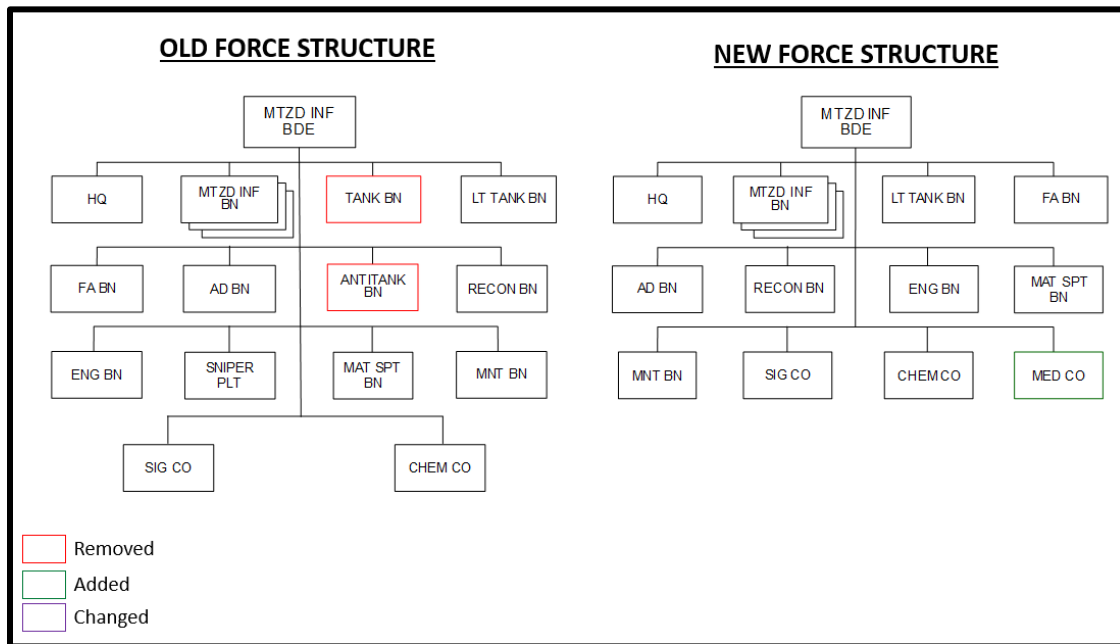 OLD FORCE STRUCTURE
MTZD INF
BDE
HQ
MTZD INF
BN
TANK BN
LT TANK BN
FA BN
AD BN
ANTITANK
BN
RECON BN
ENG BN
SNIPER
PLT
MAT SPT
BN
MNT BN
SIG CO
CHEM CO
NEW FORCE STRUCTURE
MTZD INF
BDE
HQ
MTZD INF
BN
LT TANK BN
FA BN
AD BN
RECON BN
ENG BN
MAT SPT
BN
MNT BN
SIG CO
CHEM CO
MED CO
Removed
Added
Changed